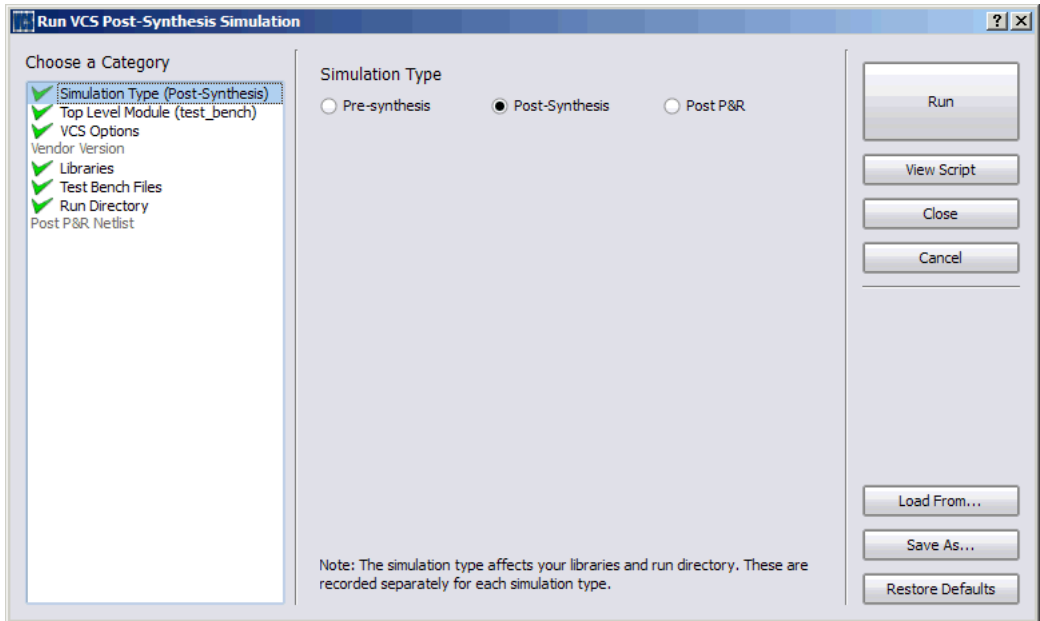 Run VCS Post-Synthesis Simulation
Choose a Category
Simulation Type (Post-Synthesis)
Top Level Module (test_bench)
VCS Options
Vendor Version
Libraries
Test Bench Files
Run Directory
Post P&R Netlist
Simulation Type
Pre-synthesis
Post-Synthesis
Post P&R
Note: The simulation type affects your libraries and run directory. These are
recorded separately for each simulation type.
Run
View Script
Close
Cancel
Load From...
Save As...
Restore Defaults